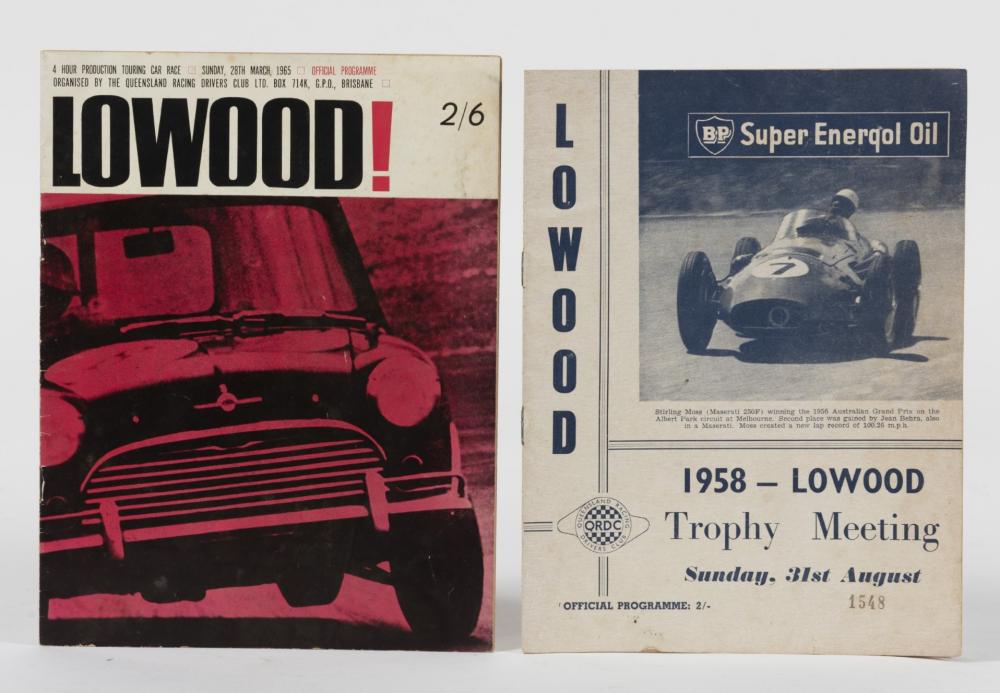 4 HOUR PRODUCTION TOURING CAR RACE □ SUNDAY, 28TH MARCH, 1965 □ OFFICIAL PROGRAMME
ORGANISED BY THE QUEENSLAND RACING DRIVERS CLUB LTD. BOX 714K, G.P.O., BRISBANE □
LOWOOD!
2/6
LOWOOD
BP Super Energol Oil
7
Stirling Moss (Maserati 250F) winning the 1956 Australian Grand Prix on the
Albert Park circuit at Melbourne. Second place was gained by Jean Behra, also
in a Maserati. Moss created a new lap record of 100.26 m.p.h.
1958 — LOWOOD
QUEENSLAND RACING
QRDC
DRIVERS CLUB
Trophy Meeting
Sunday, 31st August
OFFICIAL PROGRAMME: 2/-
1548